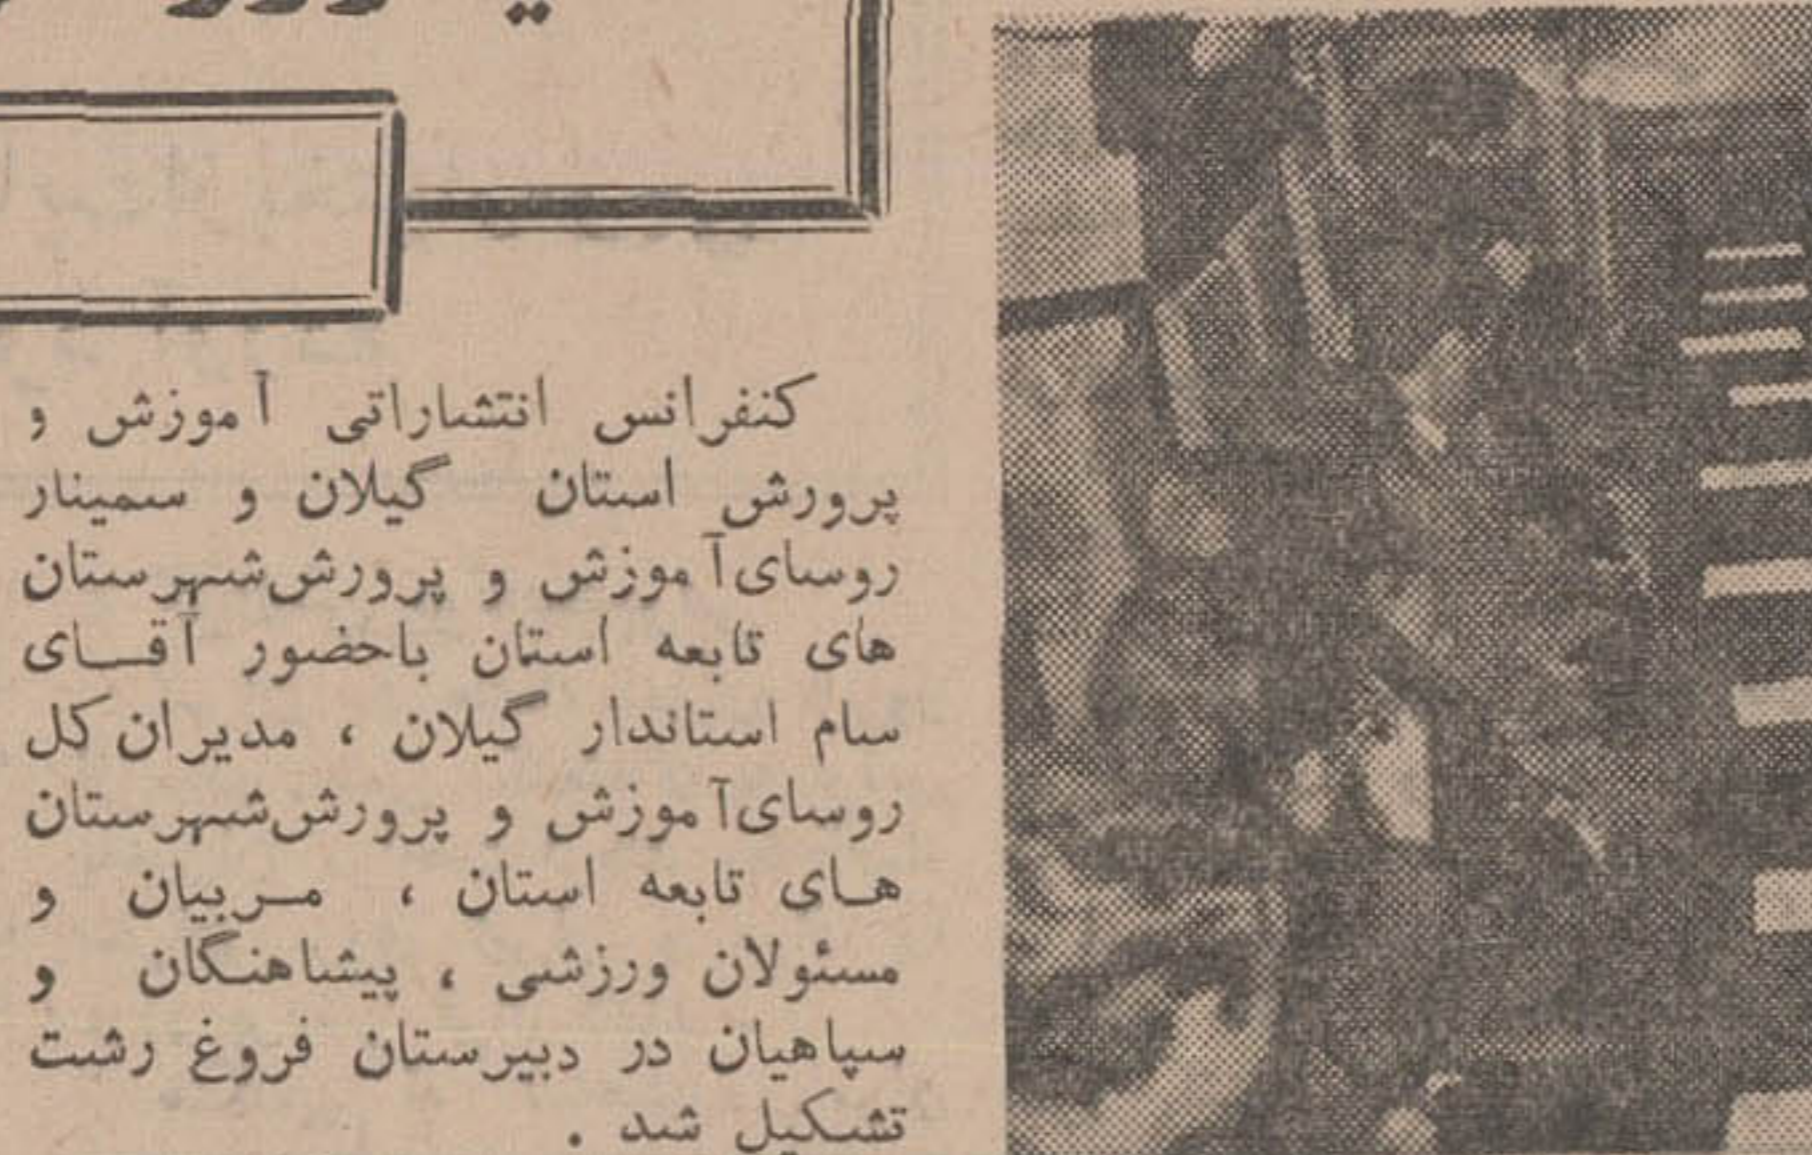 کنفرانس انتشاراتی آموزش و
پرورش استان گیلان و سمینار
روسای آموزش و پرورش شهرستان
های تابعه استان باحضور آقای
سام استاندار گیلان ، مدیران کل
روسای آموزش و پرورش شهرستان
های تابعه استان ، مربیان و
مسئولان ورزشی ، پیشاهنگان و
سپاهیان در دبیرستان فروغ رشت
تشکیل شد .